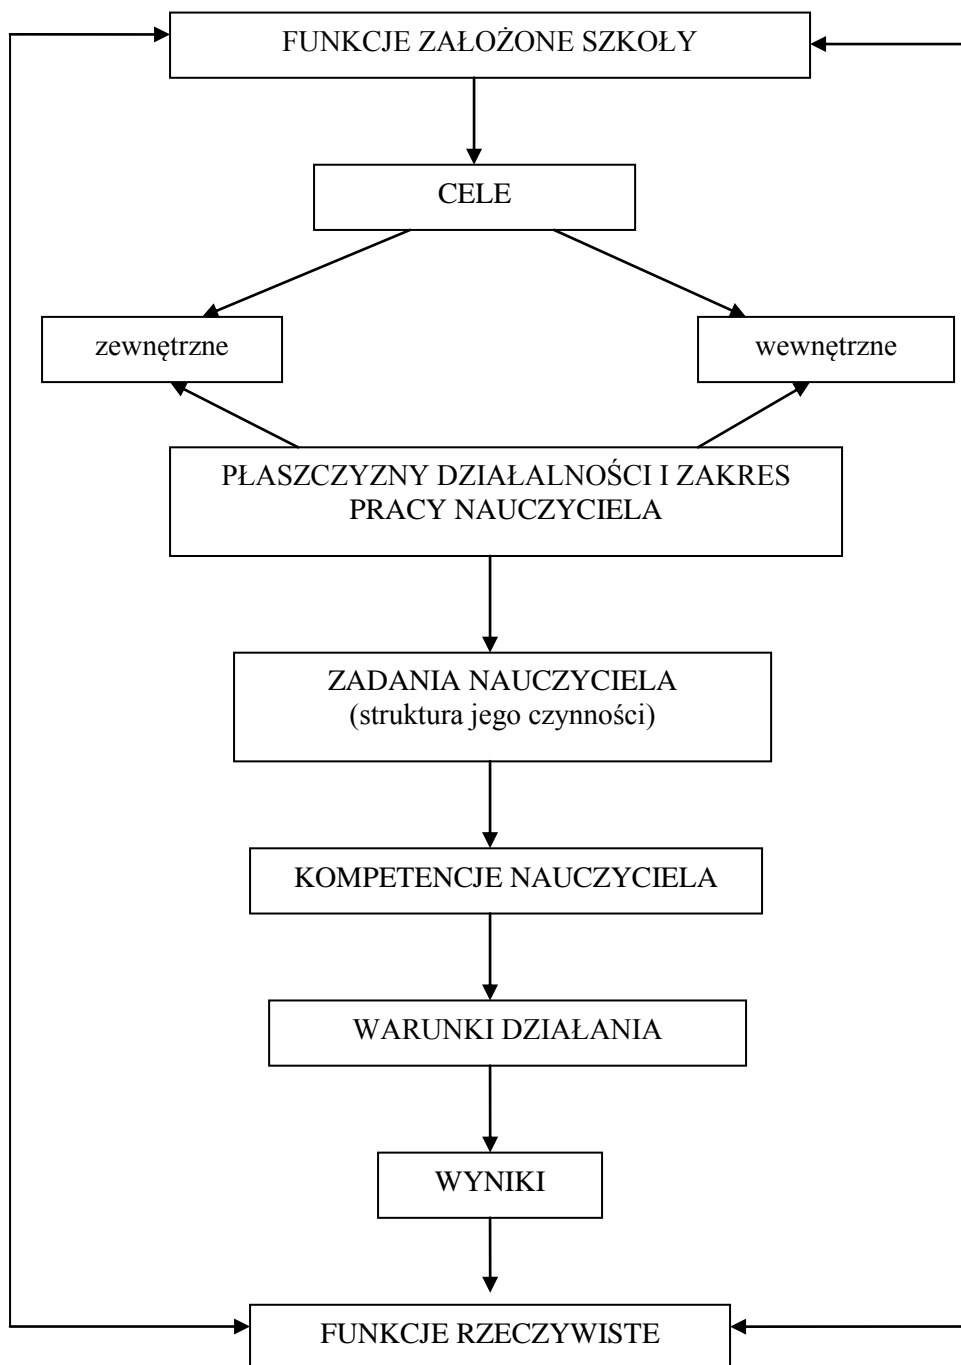 FUNKCJE ZAŁOŻONE SZKOŁY
CELE
zewnętrzne
wewnętrzne
PŁASZCZYZNY DZIAŁALNOŚCI I ZAKRES
PRACY NAUCZYCIELA
ZADANIA NAUCZYCIELA
(struktura jego czynności)
KOMPETENCJE NAUCZYCIELA
WARUNKI DZIAŁANIA
WYNIKI
FUNKCJE RZECZYWISTE